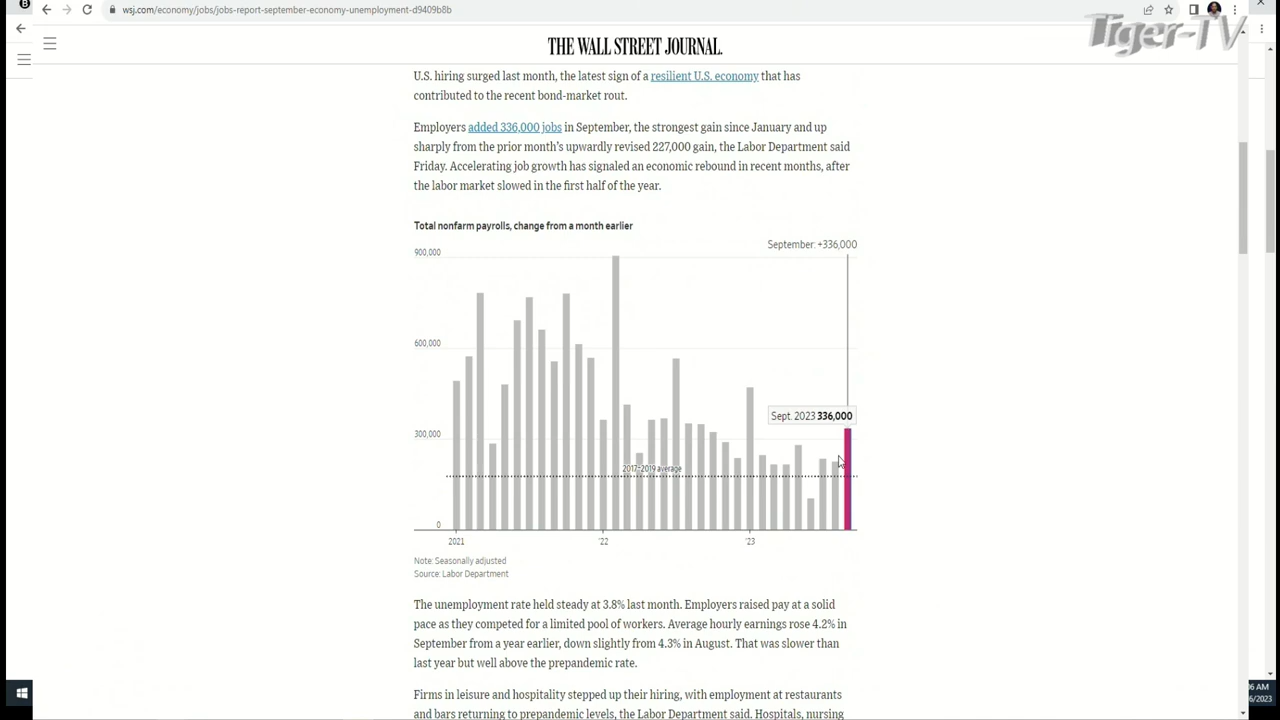 wsj.com/economy/jobs/jobs-report-september-economy-unemployment-d9409b8b
Tiger-TV
THE WALL STREET JOURNAL.
U.S. hiring surged last month, the latest sign of a resilient U.S. economy that has
contributed to the recent bond-market rout.
Employers added 336,000 jobs in September, the strongest gain since January and up
sharply from the prior month's upwardly revised 227,000 gain, the Labor Department said
Friday. Accelerating job growth has signaled an economic rebound in recent months, after
the labor market slowed in the first half of the year.
Total nonfarm payrolls, change from a month earlier
September: +336,000
900,000
600,000
Sept. 2023 336,000
300,000
2017-2019 average
0
2021 '22 '23
Note: Seasonally adjusted
Source: Labor Department
The unemployment rate held steady at 3.8% last month. Employers raised pay at a solid
pace as they competed for a limited pool of workers. Average hourly earnings rose 4.2% in
September from a year earlier, down slightly from 4.3% in August. That was slower than
last year but well above the prepandemic rate.
Firms in leisure and hospitality stepped up their hiring, with employment at restaurants
and bars returning to prepandemic levels, the Labor Department said. Hospitals, nursing